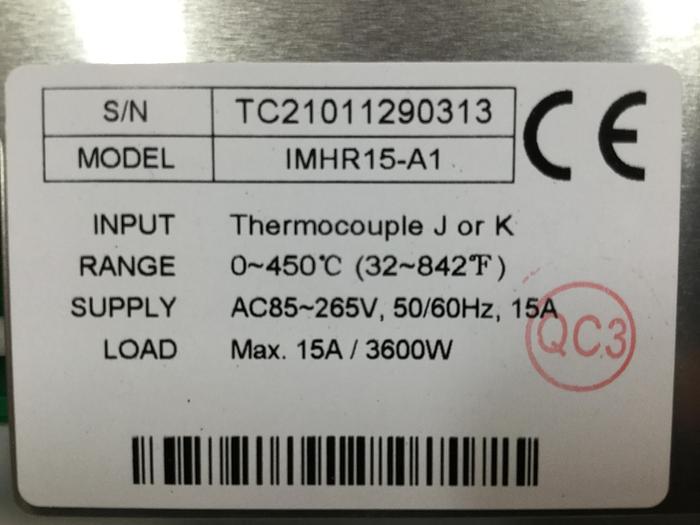 S/N TC21011290313
MODEL IMHR15-A1
CE
INPUT Thermocouple J or K
RANGE 0~450℃ (32~842℉)
SUPPLY AC85~265V, 50/60Hz, 15A
LOAD Max. 15A / 3600W
QC3